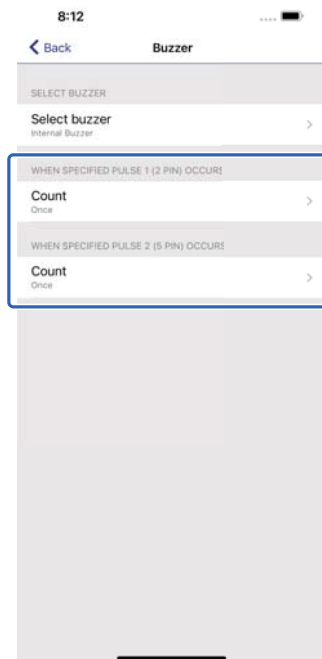 8:12
Back
Buzzer
SELECT BUZZER
Select buzzer
Internal Buzzer
WHEN SPECIFIED PULSE 1 (2 PIN) OCCURS
Count
Once
WHEN SPECIFIED PULSE 2 (5 PIN) OCCURS
Count
Once